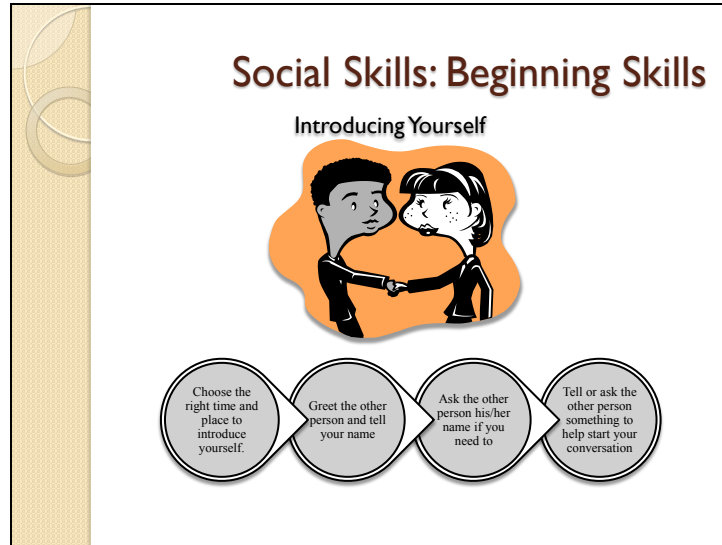 Social Skills: Beginning Skills
Introducing Yourself
Choose the
right time and
place to
introduce
yourself.
Greet the other
person and tell
your name
Ask the other
person his/her
name if you
need to
Tell or ask the
other person
something to
help start your
conversation